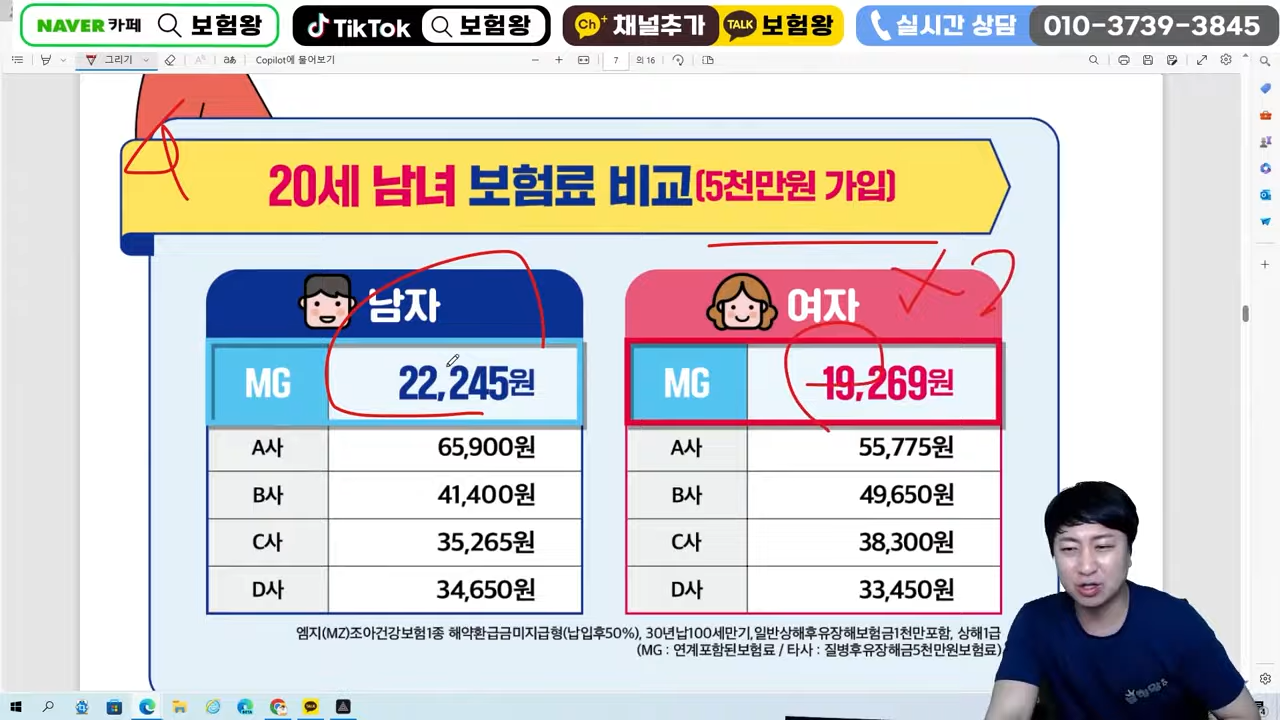 NAVER 카페 보험왕
TikTok 보험왕
Ch+ 채널추가 TALK 보험왕
실시간 상담 010-3739-3845
그리기
가あ
Copilot에 물어보기
7 의 16
20세 남녀 보험료 비교(5천만원 가입)
×2
남자
MG 22,245원
A사 65,900원
B사 41,400원
C사 35,265원
D사 34,650원
여자
MG 19,269원
A사 55,775원
B사 49,650원
C사 38,300원
D사 33,450원
엠지(MZ)조아건강보험1종 해약환급금미지급형(납입후50%), 30년납100세만기,일반상해후유장해보험금1천만포함, 상해1급
(MG : 연계포함된보험료 / 타사 : 질병후유장해금5천만원보험료)